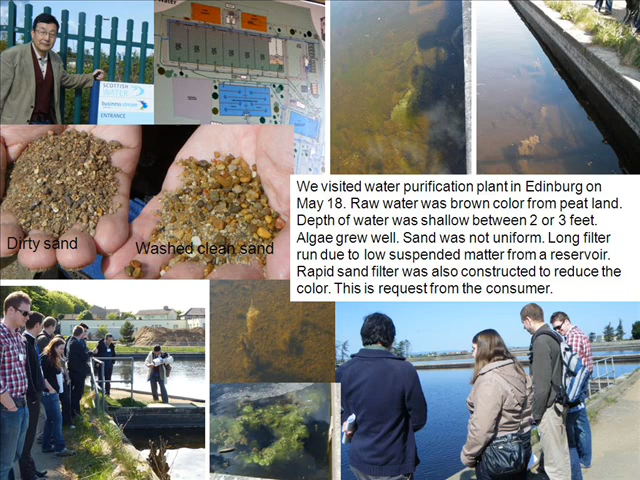 SCOTTISH
WATER
business stream
ENTRANCE
Dirty sand
Washed clean sand
We visited water purification plant in Edinburg on
May 18. Raw water was brown color from peat land.
Depth of water was shallow between 2 or 3 feet.
Algae grew well. Sand was not uniform. Long filter
run due to low suspended matter from a reservoir.
Rapid sand filter was also constructed to reduce the
color. This is request from the consumer.